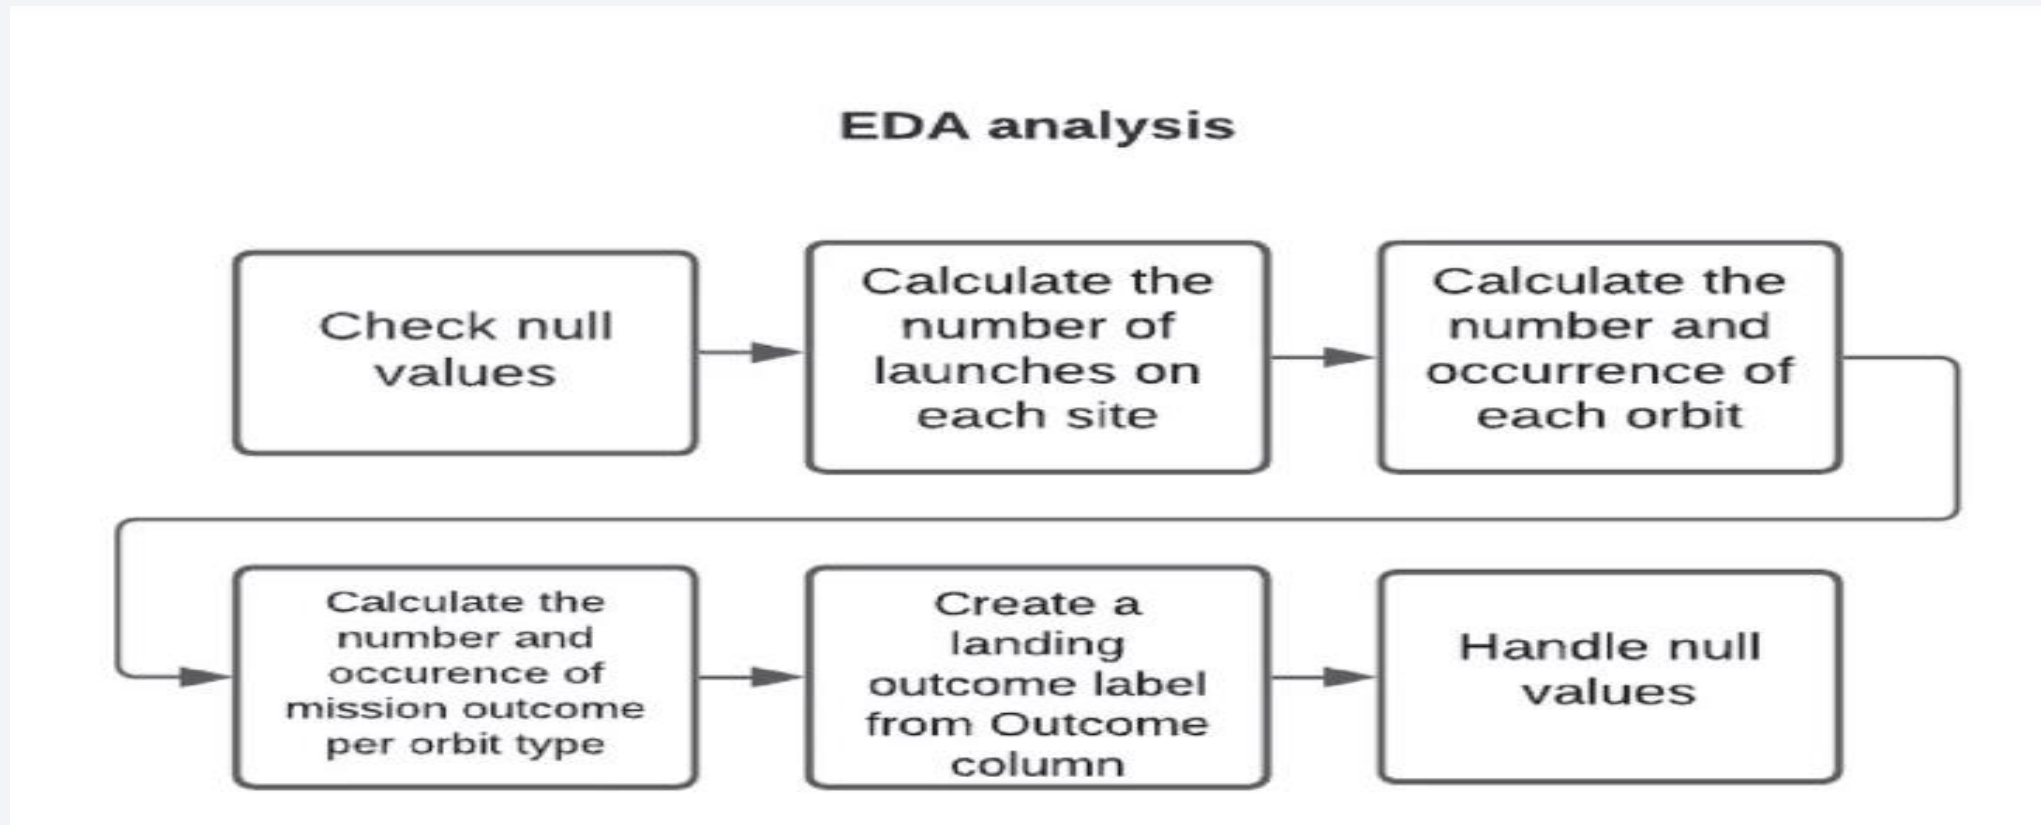 EDA analysis
Check null
values
Calculate the
number of
launches on
each site
Calculate the
number and
occurrence of
each orbit
Calculate the
number and
occurence of
mission outcome
per orbit type
Create a
landing
outcome label
from Outcome
column
Handle null
values